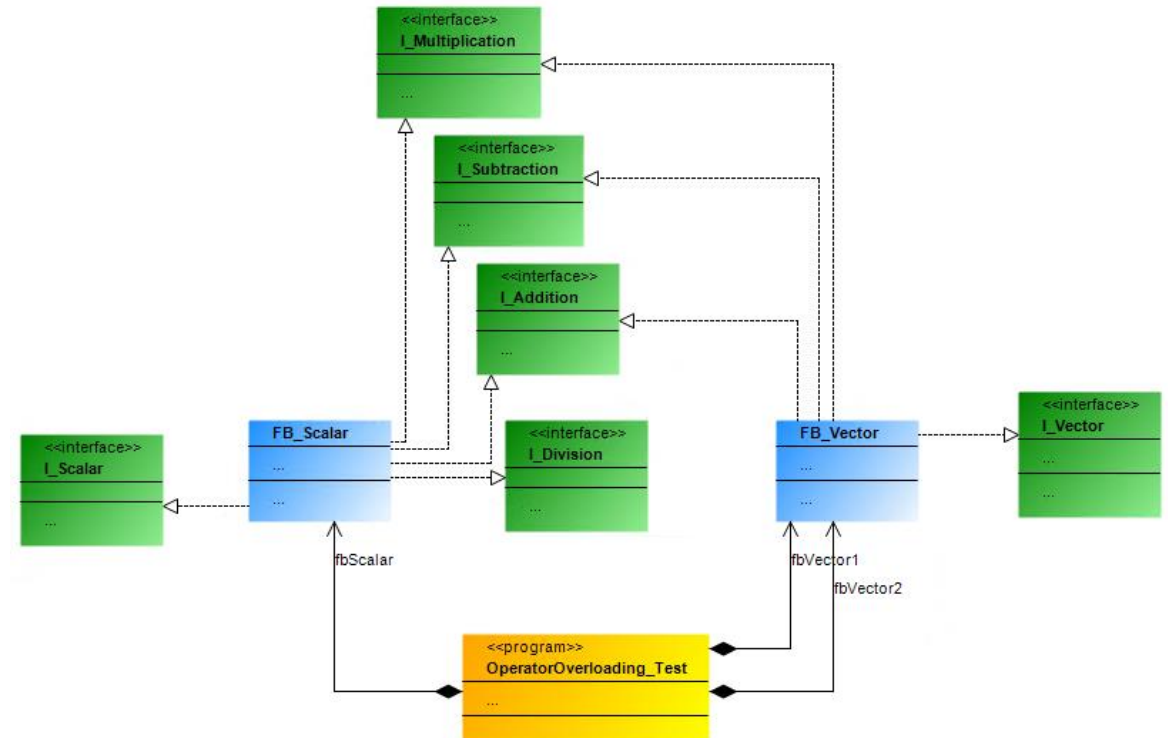 <<interface>>
I_Multiplication
...
<<interface>>
I_Subtraction
...
<<interface>>
I_Addition
...
<<interface>>
I_Scalar
...
FB_Scalar
...
...
<<interface>>
I_Division
...
FB_Vector
...
...
<<interface>>
I_Vector
...
...
fbScalar
fbVector1
fbVector2
<<program>>
OperatorOverloading_Test
...